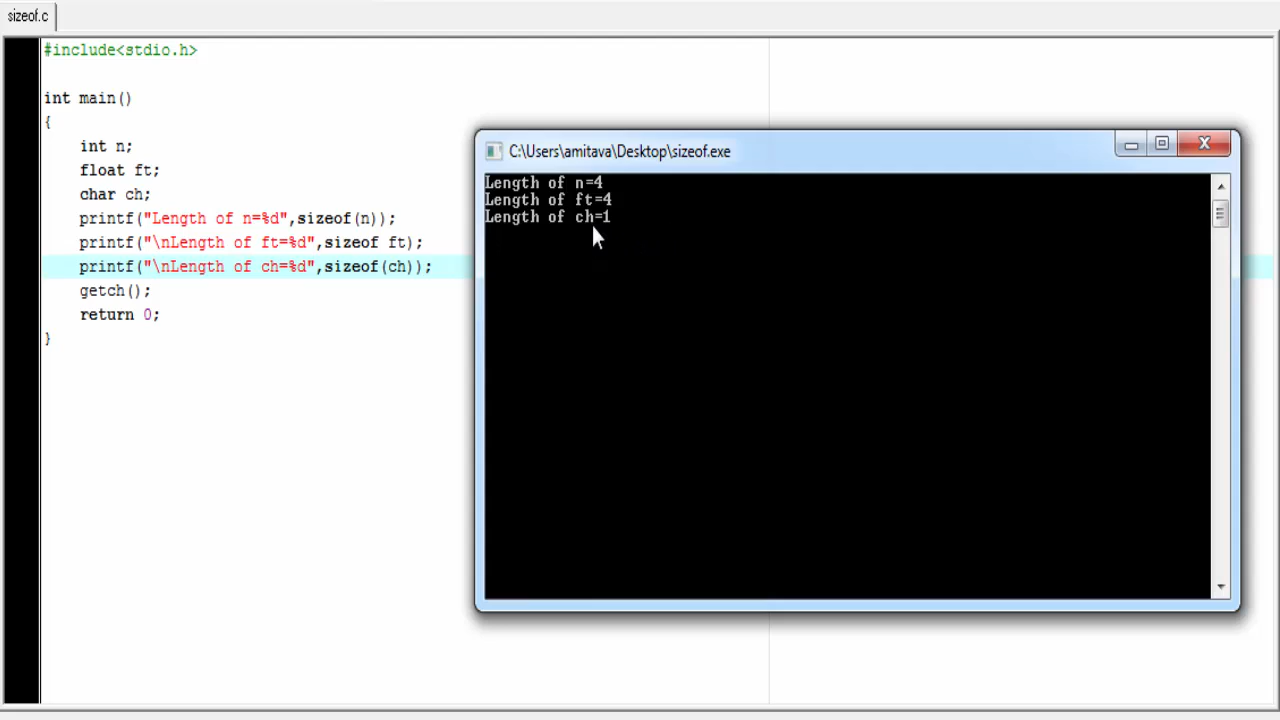 sizeof.c
#include<stdio.h>
int main()
{
int n;
float ft;
char ch;
printf("Length of n=%d",sizeof(n));
printf("\nLength of ft=%d",sizeof ft);
printf("\nLength of ch=%d",sizeof(ch));
getch();
return 0;
}
C:\Users\amitava\Desktop\sizeof.exe
Length of n=4
Length of ft=4
Length of ch=1